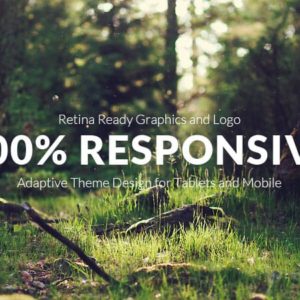 Retina Ready Graphics and Logo
00% RESPONSIV
Adaptive Theme Design for Tablets and Mobile